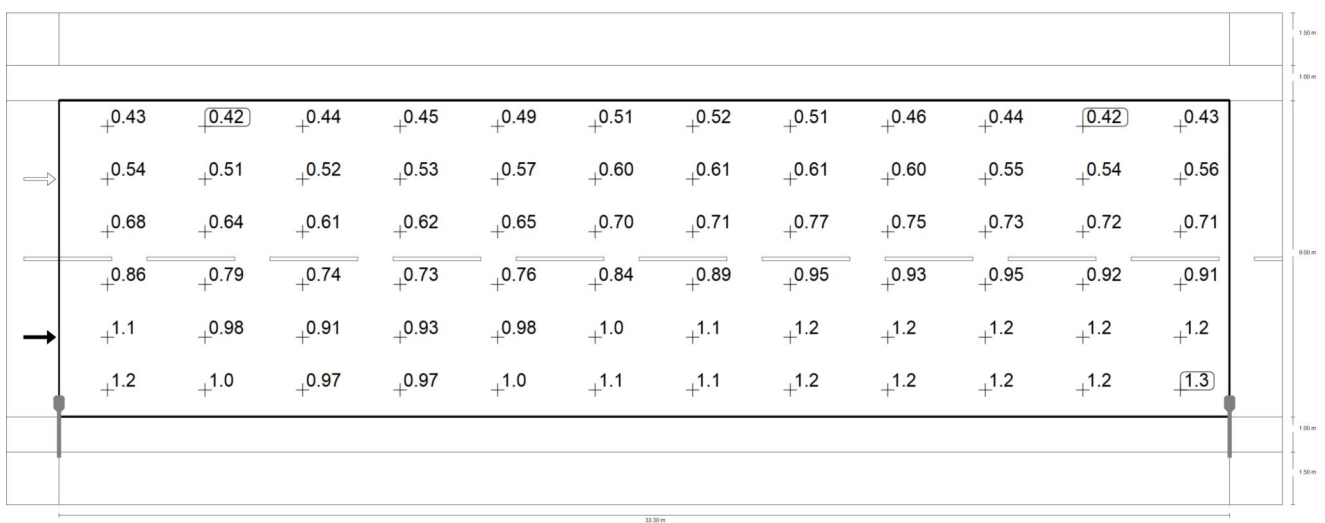 1.50 m
1.00 m
0.43 0.42 0.44 0.45 0.49 0.51 0.52 0.51 0.46 0.44 0.42 0.43
0.54 0.51 0.52 0.53 0.57 0.60 0.61 0.61 0.60 0.55 0.54 0.56
0.68 0.64 0.61 0.62 0.65 0.70 0.71 0.77 0.75 0.73 0.72 0.71
9.00 m
0.86 0.79 0.74 0.73 0.76 0.84 0.89 0.95 0.93 0.95 0.92 0.91
1.1 0.98 0.91 0.93 0.98 1.0 1.1 1.2 1.2 1.2 1.2 1.2
1.2 1.0 0.97 0.97 1.0 1.1 1.1 1.2 1.2 1.2 1.2 1.3
1.00 m
1.50 m
33.30 m